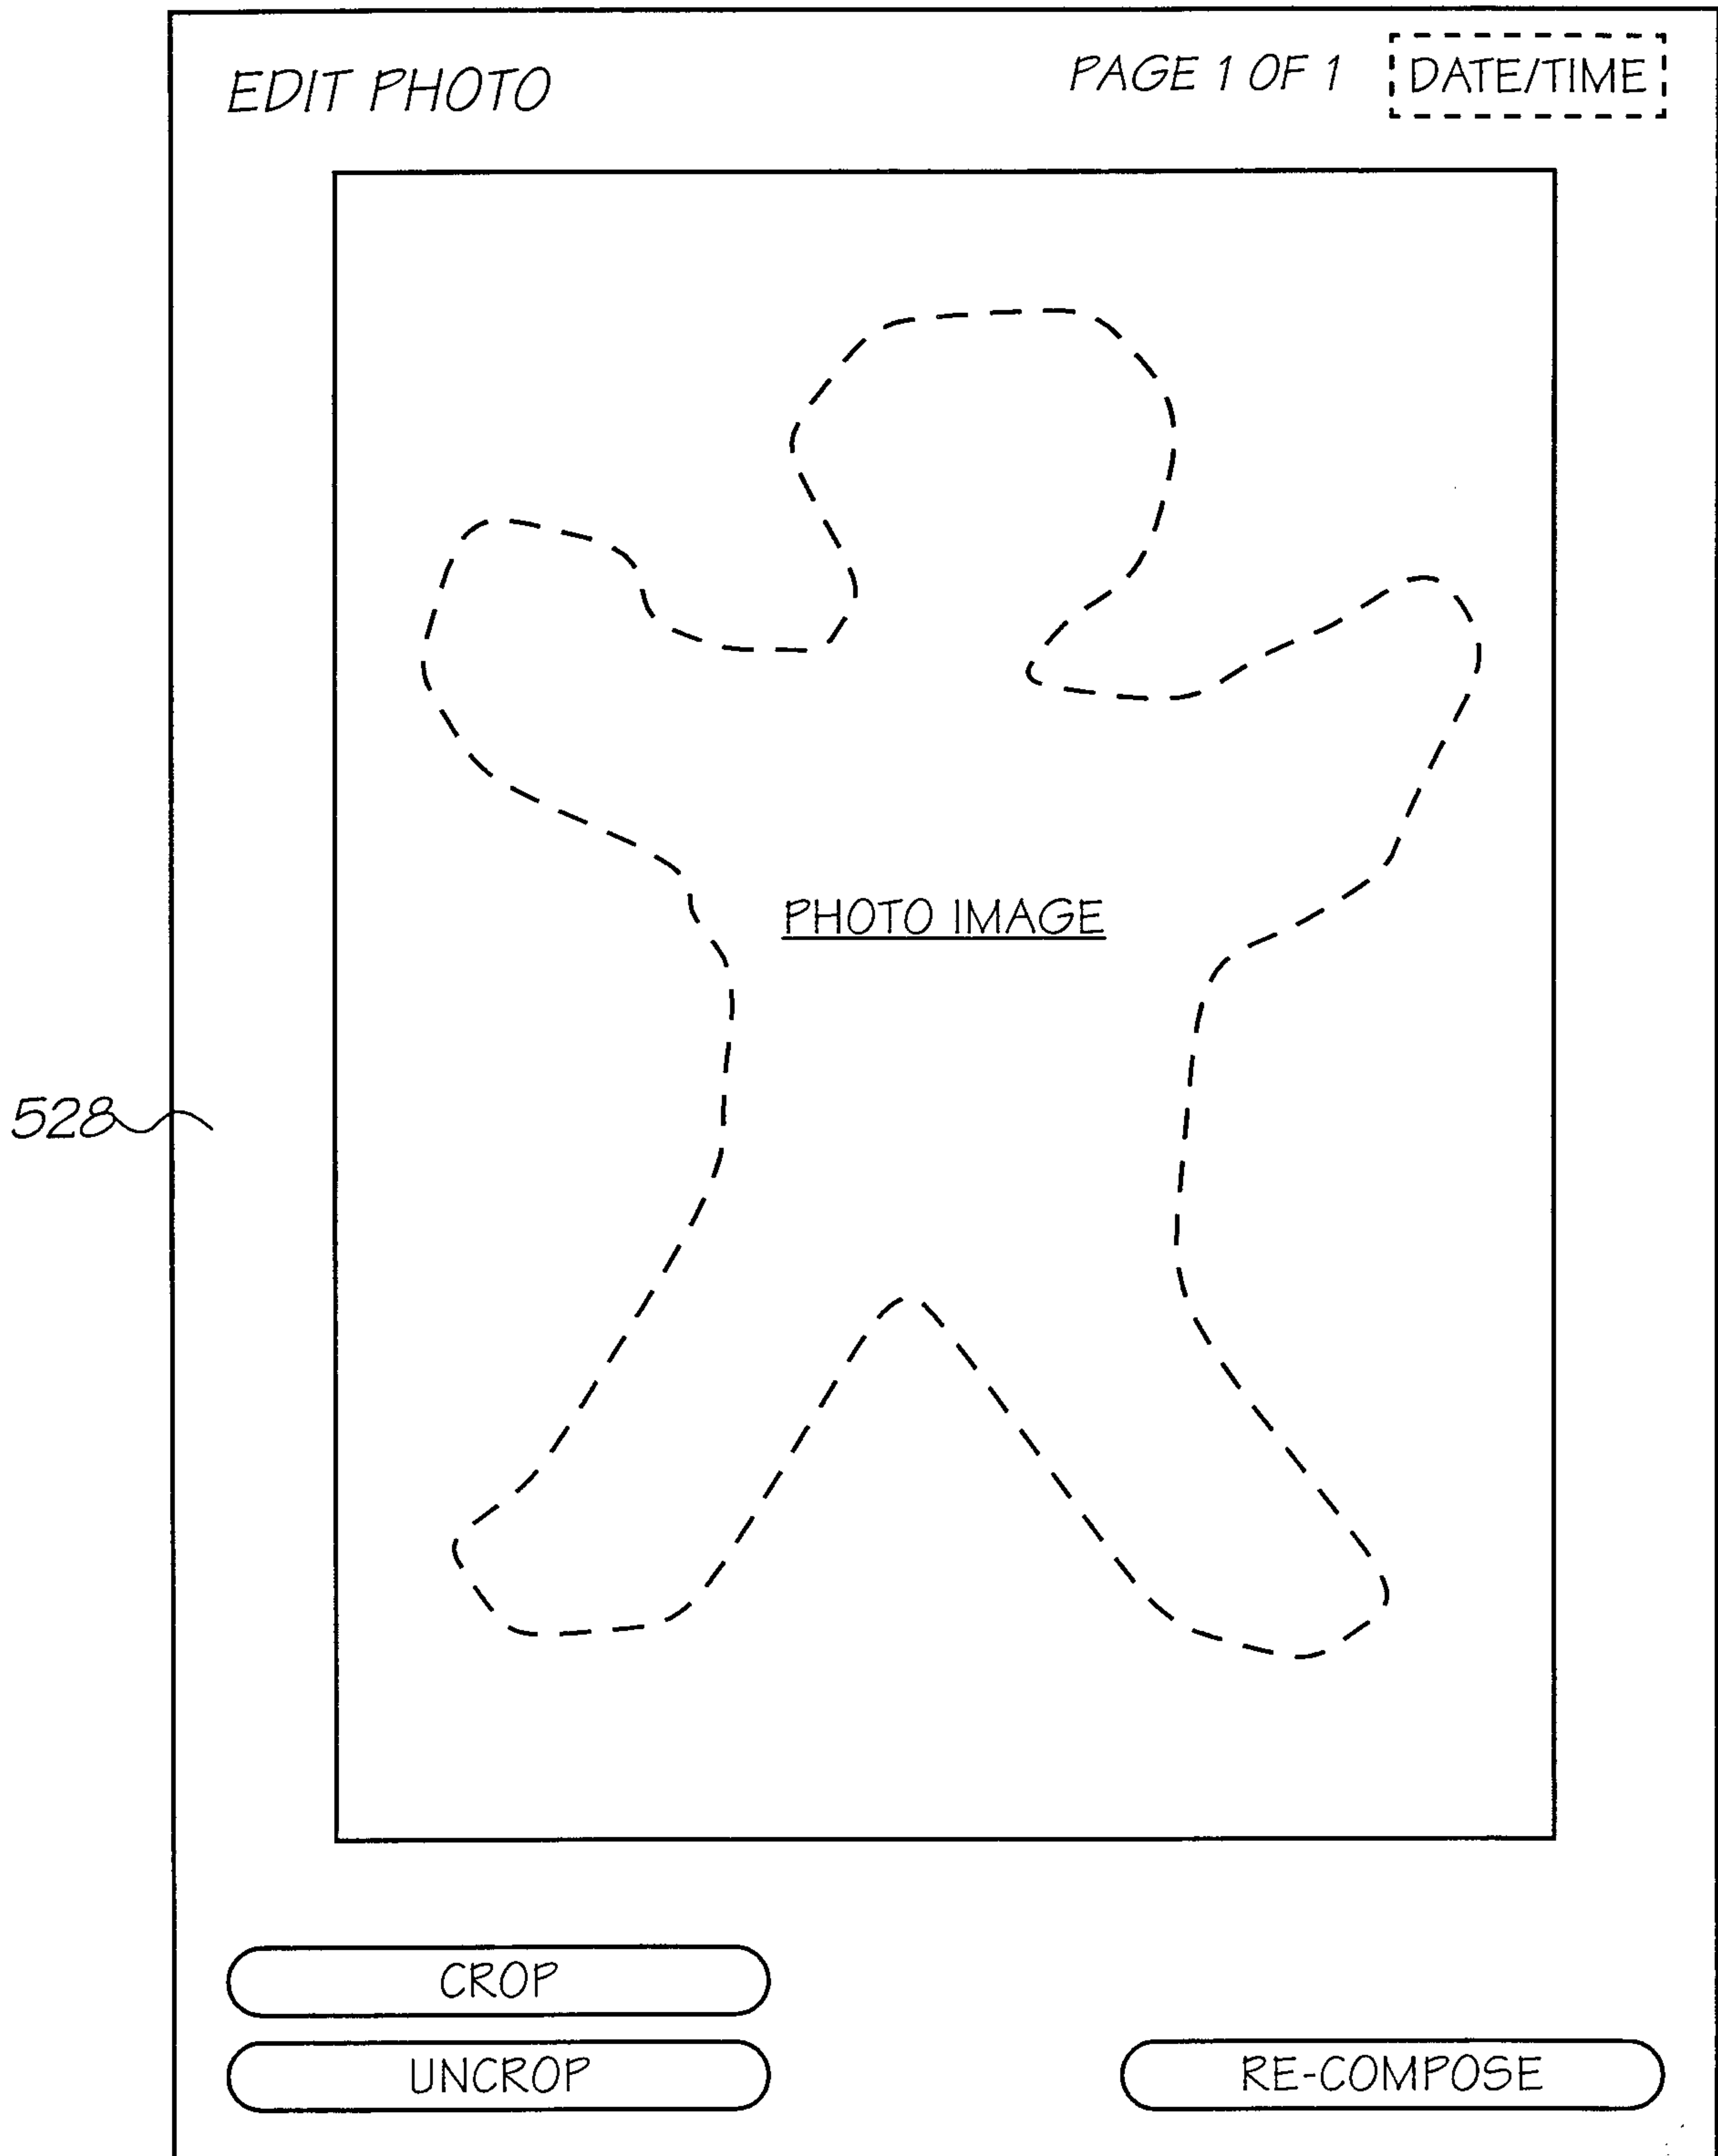 EDIT PHOTO
PAGE 1 OF 1
DATE/TIME
PHOTO IMAGE
528
CROP
UNCROP
RE-COMPOSE